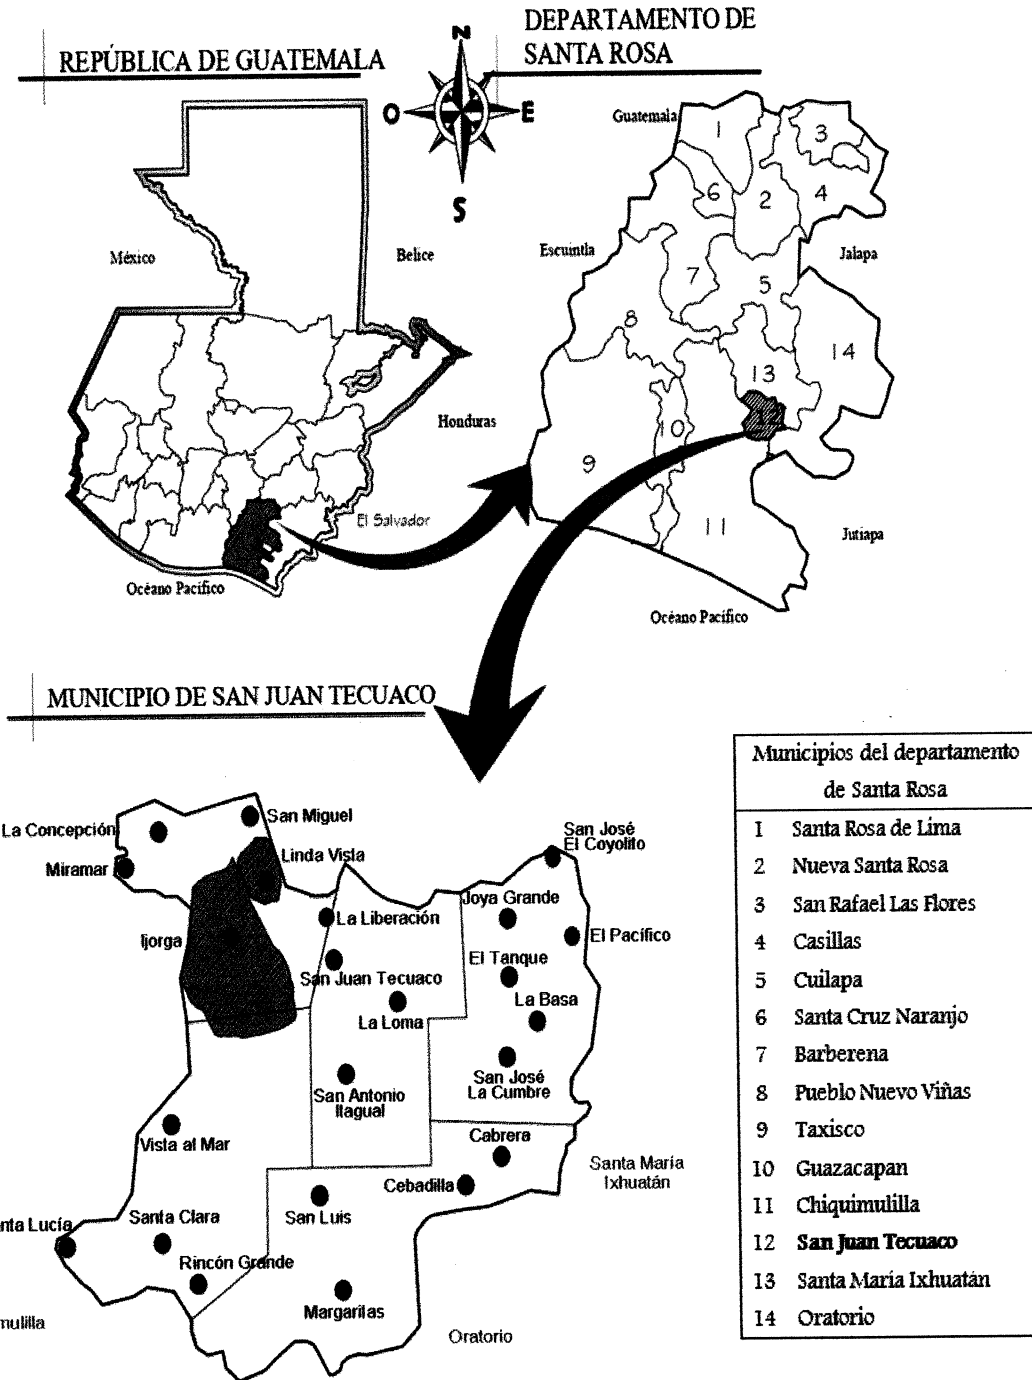 REPÚBLICA DE GUATEMALA
DEPARTAMENTO DE
SANTA ROSA
N
O
E
S
México
Belice
Honduras
El Salvador
Océano Pacífico
Guatemala
Escuintla
Jalapa
Jutiapa
Océano Pacífico
1
3
6
2
4
7
5
8
14
13
10
12
9
11
MUNICIPIO DE SAN JUAN TECUACO
La Concepción
San Miguel
Miramar
Linda Vista
San José
El Coyolito
Joya Grande
La Liberación
El Pacífico
Ijorga
El Tanque
San Juan Tecuaco
La Basa
La Loma
San José
La Cumbre
San Antonio
Itagual
Vista al Mar
Cabrera
Santa María
Ixhuatán
Cebadilla
nta Lucía
Santa Clara
San Luis
Rincón Grande
Margaritas
mulilla
Oratorio
Municipios del departamento
de Santa Rosa
1 Santa Rosa de Lima
2 Nueva Santa Rosa
3 San Rafael Las Flores
4 Casillas
5 Cuilapa
6 Santa Cruz Naranjo
7 Barberena
8 Pueblo Nuevo Viñas
9 Taxisco
10 Guazacapan
11 Chiquimulilla
12 San Juan Tecuaco
13 Santa María Ixhuatán
14 Oratorio